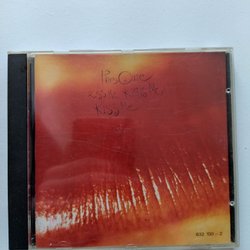 The Cure
Kiss Me Kiss Me
Kiss Me
832 130 - 2